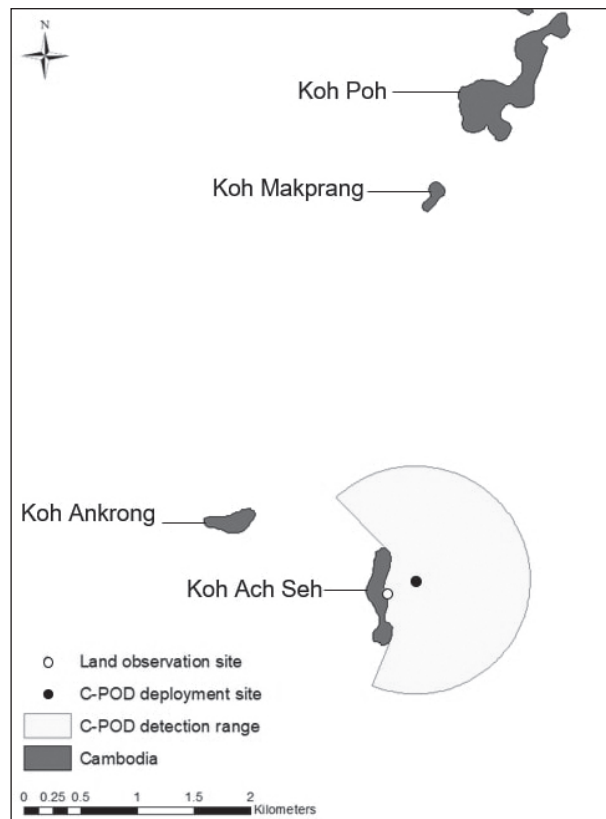 N
Koh Poh
Koh Makprang
Koh Ankrong
Koh Ach Seh
Land observation site
C-POD deployment site
C-POD detection range
Cambodia
0 0.25 0.5 1 1.5 2
Kilometers